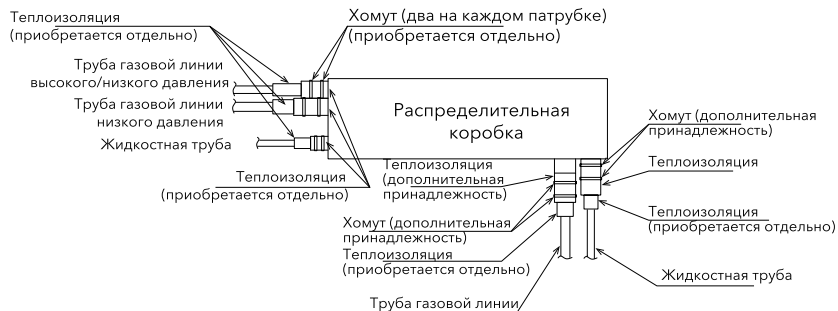 Теплоизоляция
(приобретается отдельно)
Хомут (два на каждом патрубке)
(приобретается отдельно)
Труба газовой линии
высокого/низкого давления
Труба газовой линии
низкого давления
Жидкостная труба
Распределительная
коробка
Теплоизоляция
(приобретается отдельно)
Теплоизоляция
(дополнительная
принадлежность)
Хомут (дополнительная
принадлежность)
Теплоизоляция
(приобретается отдельно)
Труба газовой линии
Хомут (дополнительная
принадлежность)
Теплоизоляция
Теплоизоляция
(приобретается отдельно)
Жидкостная труба